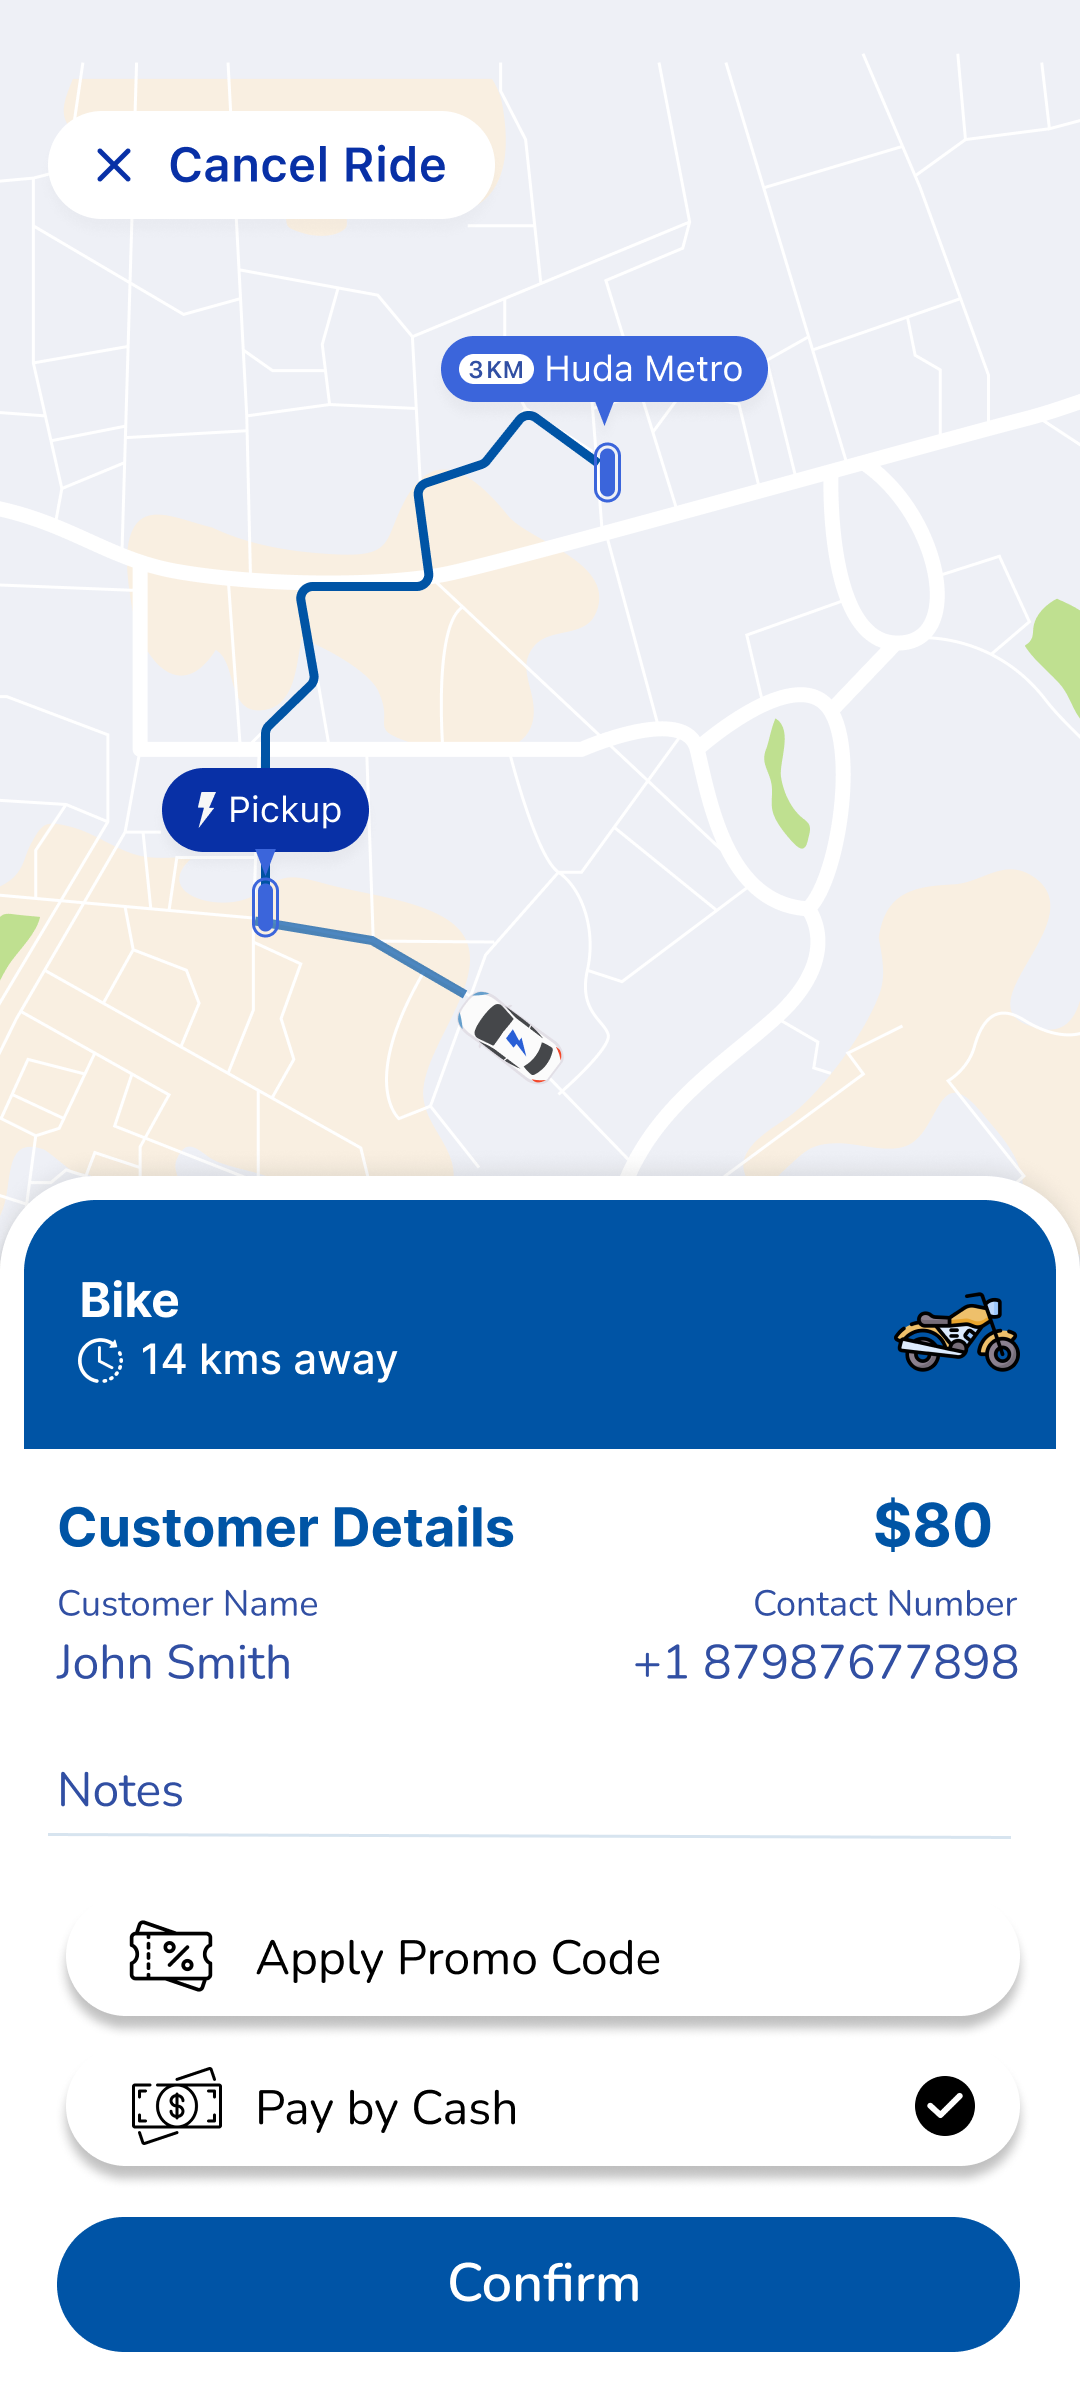 Cancel Ride
3 KM Huda Metro
Pickup
Bike
14 kms away
Customer Details
$80
Customer Name
Contact Number
John Smith
+1 87987677898
Notes
Apply Promo Code
Pay by Cash
Confirm